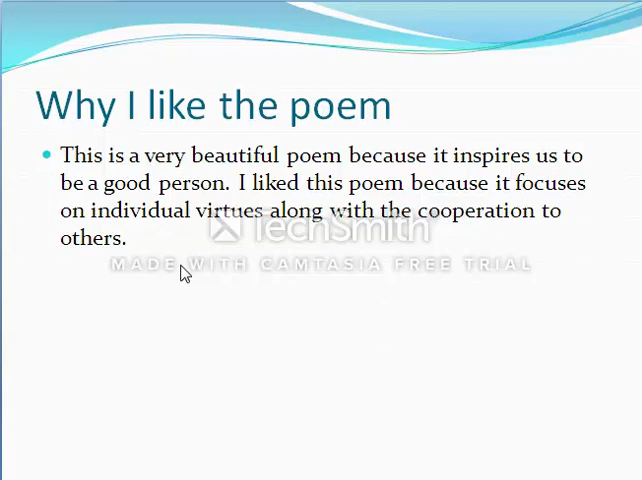 Why I like the poem
This is a very beautiful poem because it inspires us to
be a good person. I liked this poem because it focuses
on individual virtues along with the cooperation to
others.
TechSmith
MADE WITH CAMTASIA FREE TRIAL